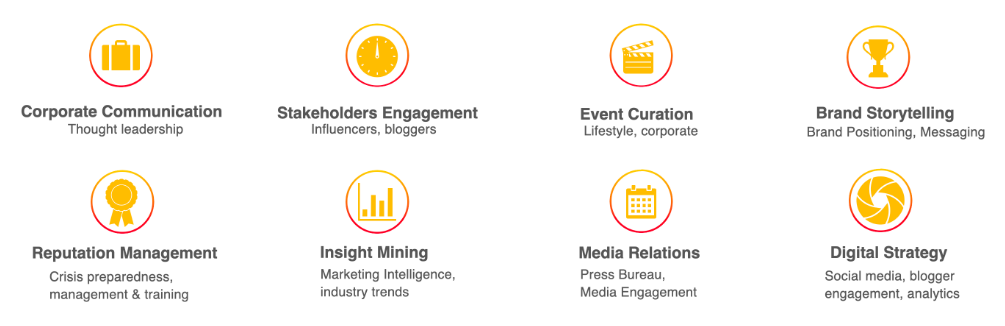 Corporate Communication
Thought leadership
Stakeholders Engagement
Influencers, bloggers
Event Curation
Lifestyle, corporate
Brand Storytelling
Brand Positioning, Messaging
Reputation Management
Crisis preparedness,
management & training
Insight Mining
Marketing Intelligence,
industry trends
Media Relations
Press Bureau,
Media Engagement
Digital Strategy
Social media, blogger
engagement, analytics